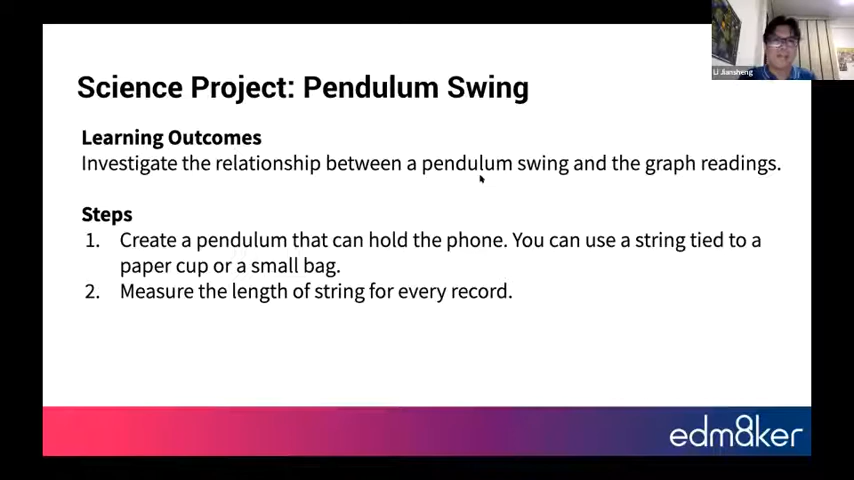 Science Project: Pendulum Swing
Li Jiansheng
Learning Outcomes
Investigate the relationship between a pendulum swing and the graph readings.
Steps
1. Create a pendulum that can hold the phone. You can use a string tied to a
paper cup or a small bag.
2. Measure the length of string for every record.
edm8ker